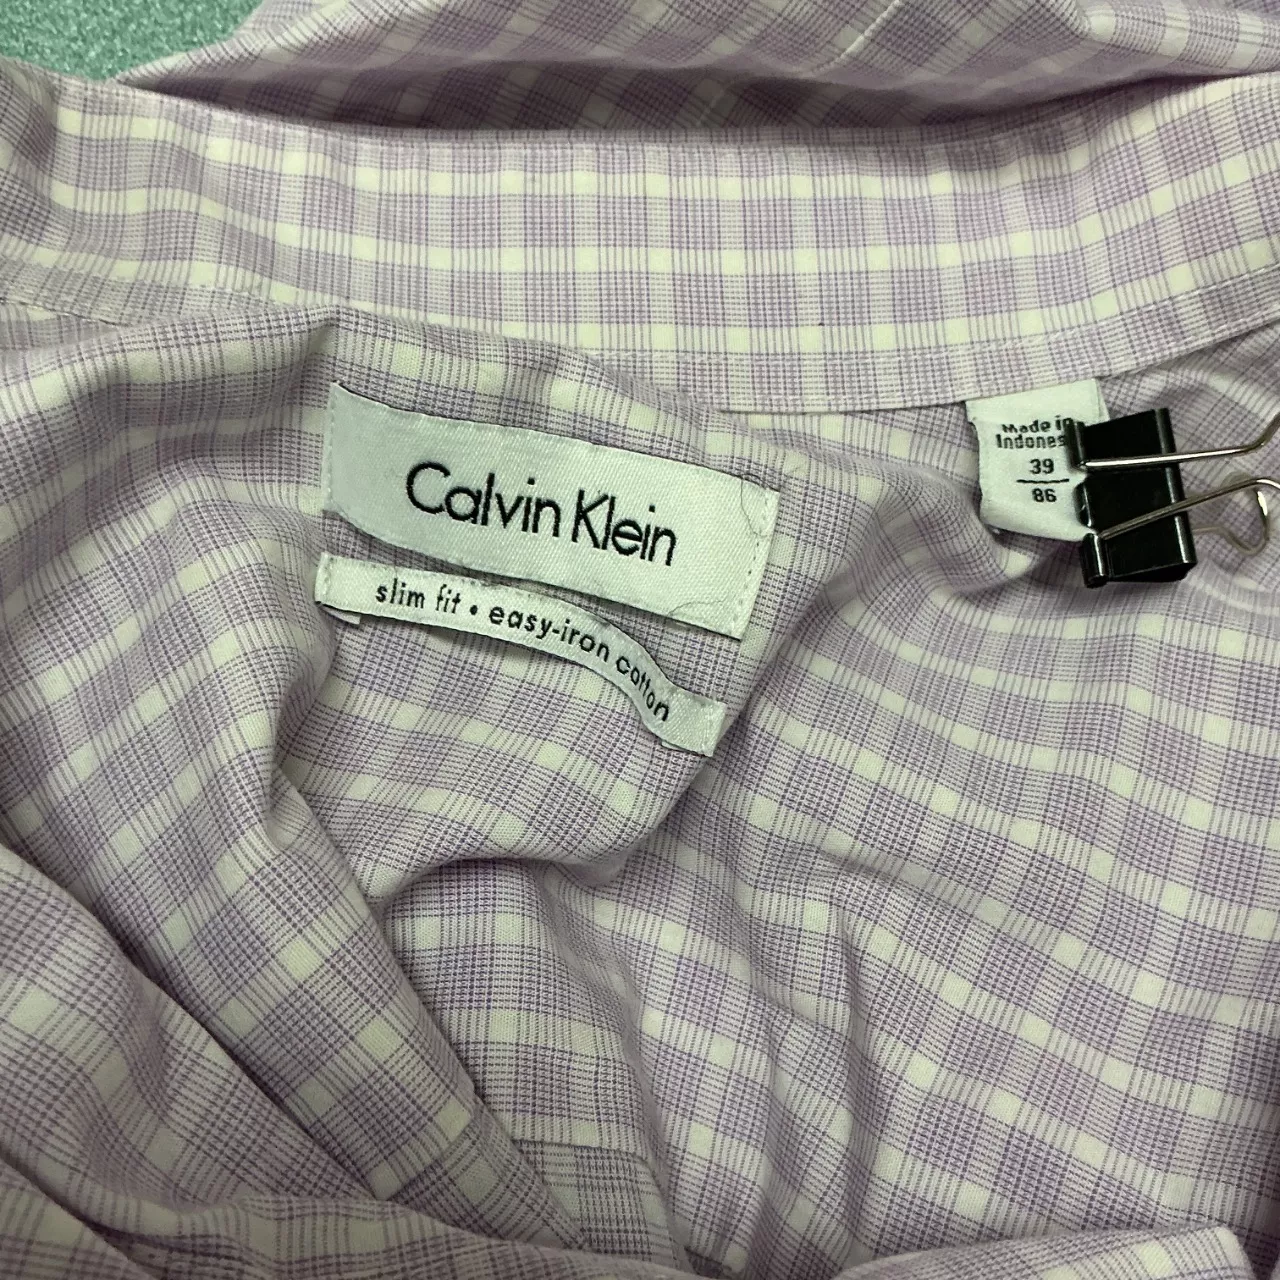 Calvin Klein
slim fit • easy-iron cotton
Made in
Indones
39
86